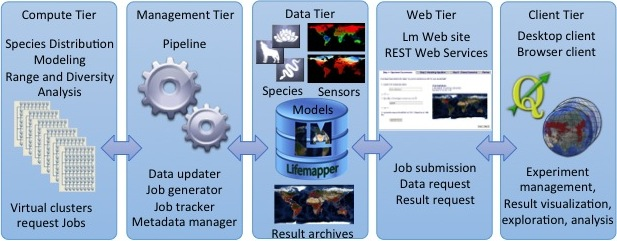 Compute Tier
Species Distribution
Modeling
Range and Diversity
Analysis
Virtual clusters
request Jobs
Management Tier
Pipeline
Data updater
Job generator
Job tracker
Metadata manager
Data Tier
Species
Sensors
Models
Lifemapper
Result archives
Web Tier
Lm Web site
REST Web Services
Job submission
Data request
Result request
Client Tier
Desktop client
Browser client
Experiment
management,
Result visualization,
exploration, analysis